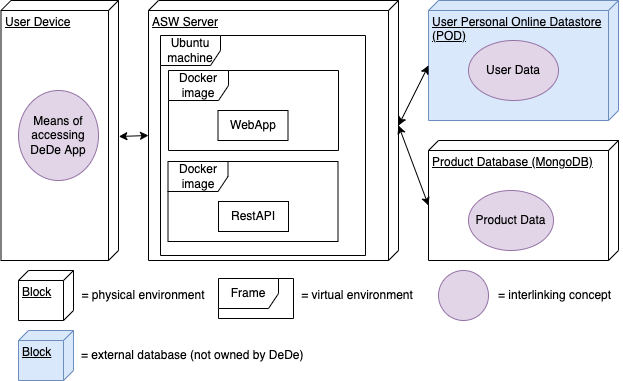 User Device
Means of
accessing
DeDe App
ASW Server
Ubuntu
machine
Docker
image
WebApp
Docker
image
RestAPI
User Personal Online Datastore
(POD)
User Data
Product Database (MongoDB)
Product Data
Block
= physical environment
Frame
= virtual environment
= interlinking concept
Block
= external database (not owned by DeDe)